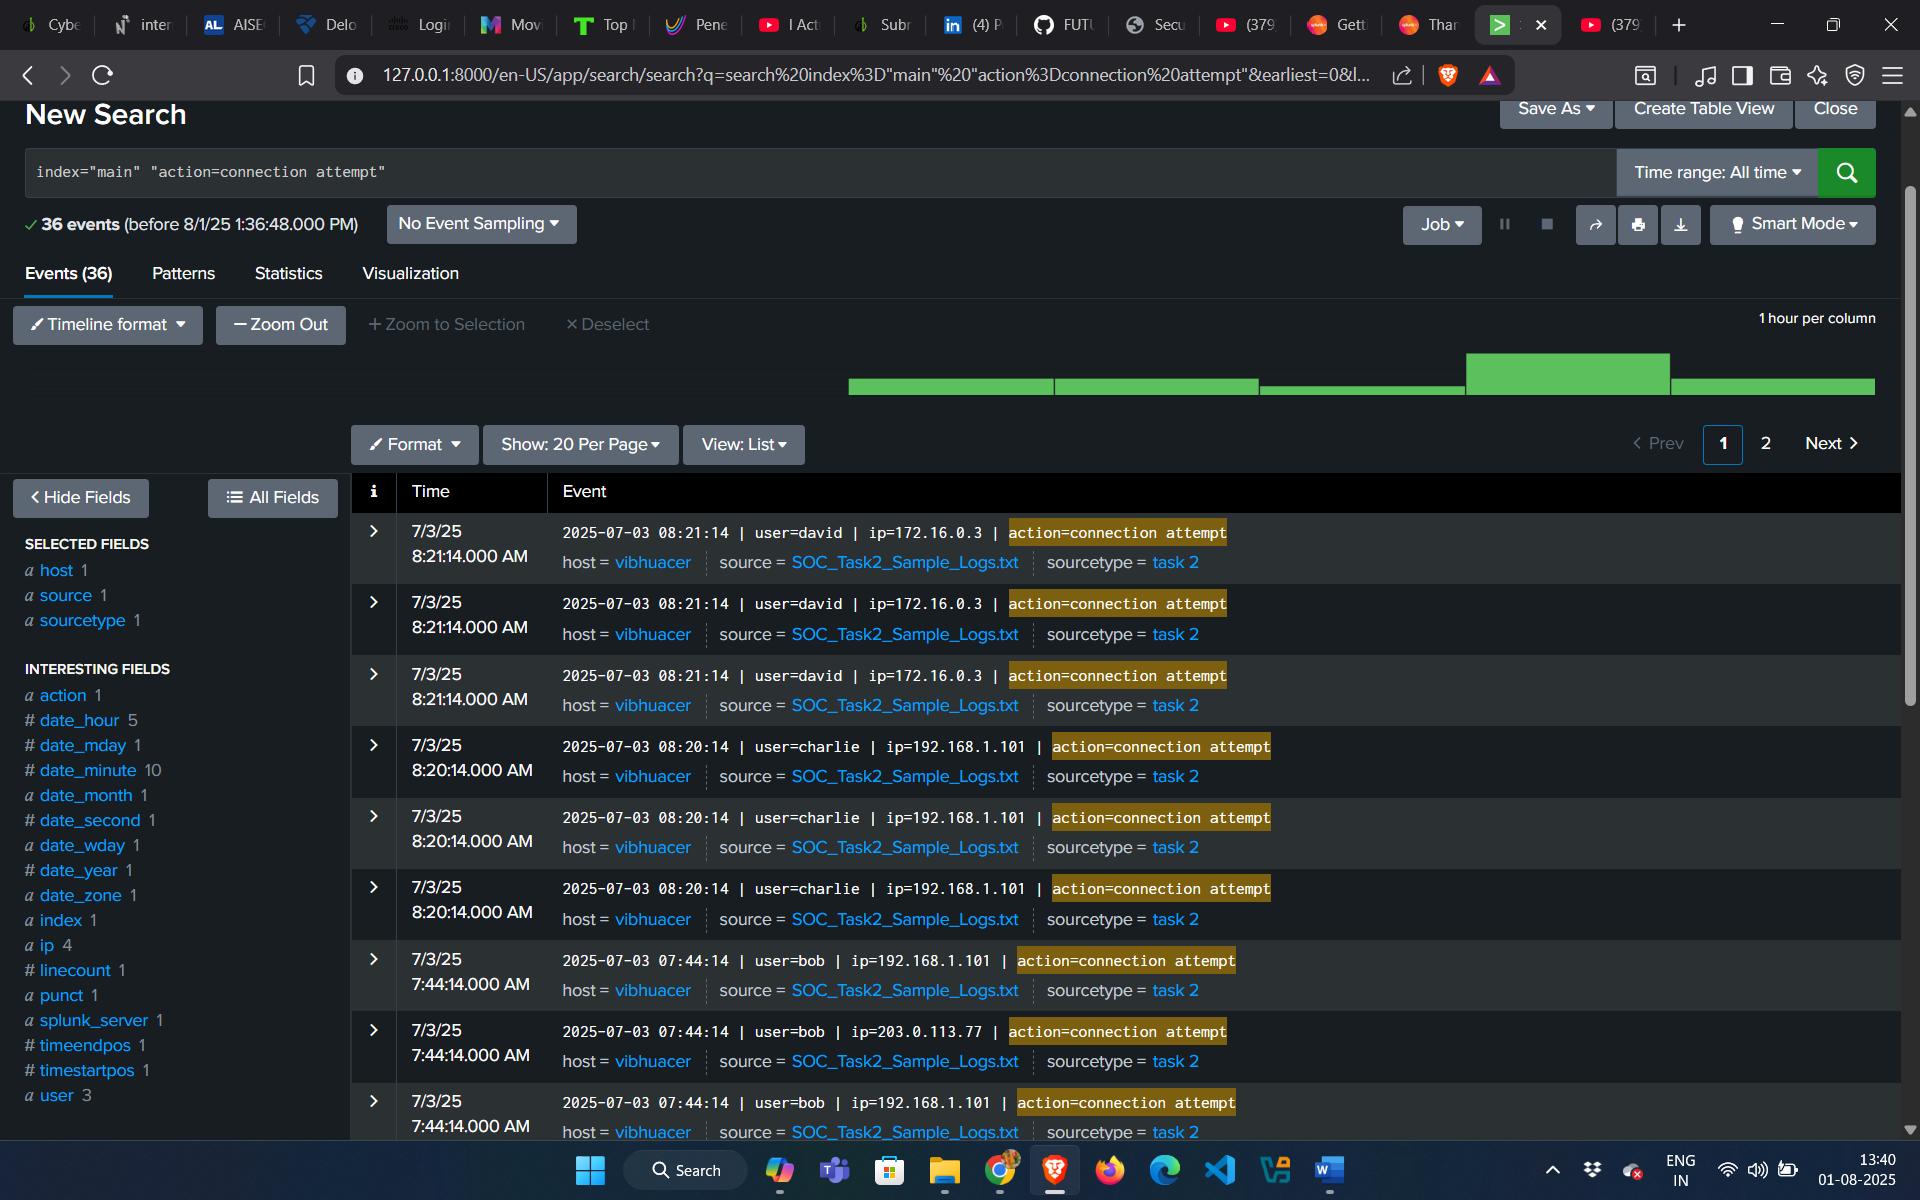 Cybe
inter
AISE
Delo
Logi
Movi
Top
Pene
I Act
Subr
(4) P
FUTU
Secu
(379
Getti
Than
(379
127.0.0.1:8000/en-US/app/search/search?q=search%20index%3D"main"%20"action%3Dconnection%20attempt"&earliest=0&l...
New Search
Save As
Create Table View
Close
index="main" "action=connection attempt"
Time range: All time
36 events (before 8/1/25 1:36:48.000 PM)
No Event Sampling
Job
Smart Mode
Events (36)
Patterns
Statistics
Visualization
Timeline format
Zoom Out
+ Zoom to Selection
× Deselect
1 hour per column
Format
Show: 20 Per Page
View: List
< Prev
1
2
Next >
< Hide Fields
All Fields
i
Time
Event
SELECTED FIELDS
a host 1
a source 1
a sourcetype 1
INTERESTING FIELDS
a action 1
# date_hour 5
# date_mday 1
# date_minute 10
a date_month 1
# date_second 1
a date_wday 1
# date_year 1
a date_zone 1
a index 1
a ip 4
# linecount 1
a punct 1
a splunk_server 1
# timeendpos 1
# timestartpos 1
a user 3
7/3/25
8:21:14.000 AM
2025-07-03 08:21:14 | user=david | ip=172.16.0.3 | action=connection attempt
host = vibhuacer source = SOC_Task2_Sample_Logs.txt sourcetype = task 2
7/3/25
8:21:14.000 AM
2025-07-03 08:21:14 | user=david | ip=172.16.0.3 | action=connection attempt
host = vibhuacer source = SOC_Task2_Sample_Logs.txt sourcetype = task 2
7/3/25
8:21:14.000 AM
2025-07-03 08:21:14 | user=david | ip=172.16.0.3 | action=connection attempt
host = vibhuacer source = SOC_Task2_Sample_Logs.txt sourcetype = task 2
7/3/25
8:20:14.000 AM
2025-07-03 08:20:14 | user=charlie | ip=192.168.1.101 | action=connection attempt
host = vibhuacer source = SOC_Task2_Sample_Logs.txt sourcetype = task 2
7/3/25
8:20:14.000 AM
2025-07-03 08:20:14 | user=charlie | ip=192.168.1.101 | action=connection attempt
host = vibhuacer source = SOC_Task2_Sample_Logs.txt sourcetype = task 2
7/3/25
8:20:14.000 AM
2025-07-03 08:20:14 | user=charlie | ip=192.168.1.101 | action=connection attempt
host = vibhuacer source = SOC_Task2_Sample_Logs.txt sourcetype = task 2
7/3/25
7:44:14.000 AM
2025-07-03 07:44:14 | user=bob | ip=192.168.1.101 | action=connection attempt
host = vibhuacer source = SOC_Task2_Sample_Logs.txt sourcetype = task 2
7/3/25
7:44:14.000 AM
2025-07-03 07:44:14 | user=bob | ip=203.0.113.77 | action=connection attempt
host = vibhuacer source = SOC_Task2_Sample_Logs.txt sourcetype = task 2
7/3/25
7:44:14.000 AM
2025-07-03 07:44:14 | user=bob | ip=192.168.1.101 | action=connection attempt
host = vibhuacer source = SOC_Task2_Sample_Logs.txt sourcetype = task 2
Search
ENG
IN
13:40
01-08-2025